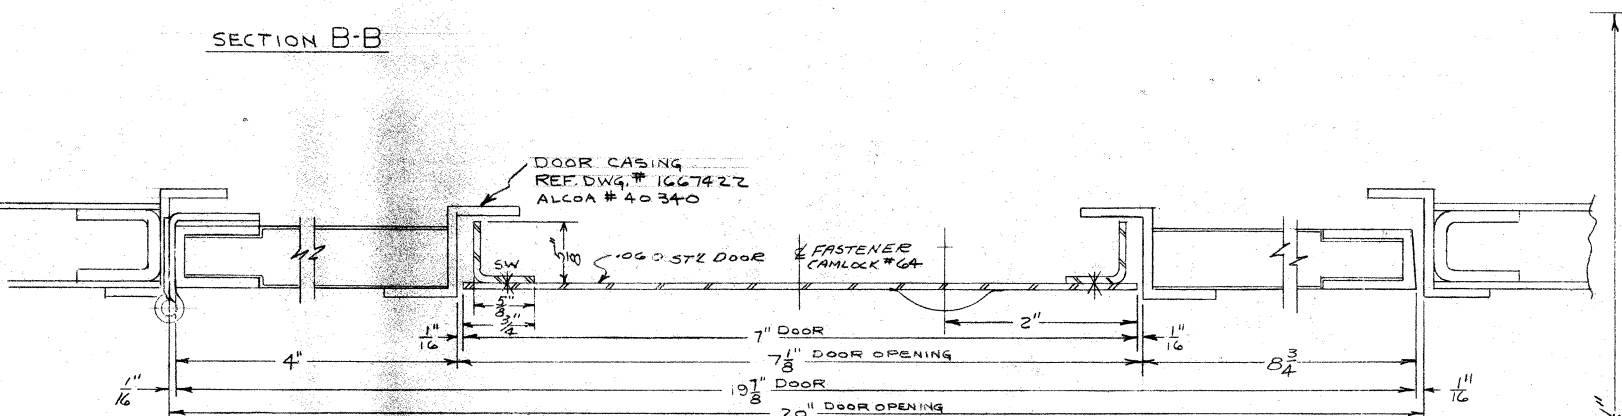 SECTION B-B
DOOR CASING
REF. DWG. # 1667422
ALCOA # 40340
5/8"
SW
.060 STL DOOR
℄ FASTENER
CAMLOCK #64
5/8"
3/4"
2"
1/16"
7" DOOR
1/16"
4"
7 1/8" DOOR OPENING
8 3/4
1/16"
19 7/8" DOOR
1/16"
20" DOOR OPENING